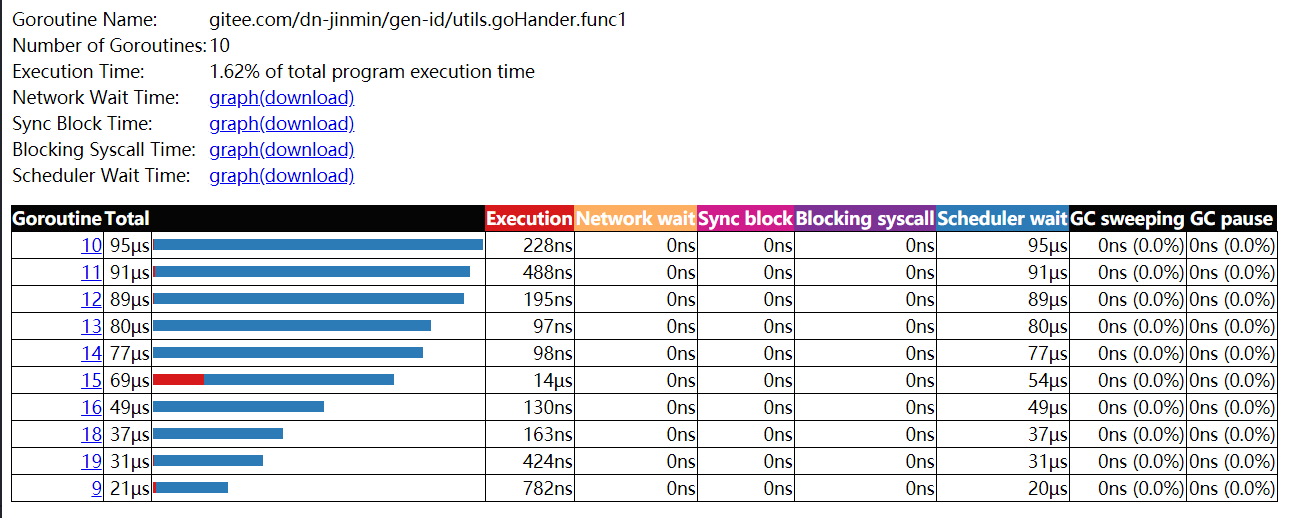 Goroutine Name: gitee.com/dn-jinmin/gen-id/utils.goHander.func1
Number of Goroutines: 10
Execution Time: 1.62% of total program execution time
Network Wait Time: graph(download)
Sync Block Time: graph(download)
Blocking Syscall Time: graph(download)
Scheduler Wait Time: graph(download)
Goroutine Total Execution Network wait Sync block Blocking syscall Scheduler wait GC sweeping GC pause
10 95µs 228ns 0ns 0ns 0ns 95µs 0ns (0.0%) 0ns (0.0%)
11 91µs 488ns 0ns 0ns 0ns 91µs 0ns (0.0%) 0ns (0.0%)
12 89µs 195ns 0ns 0ns 0ns 89µs 0ns (0.0%) 0ns (0.0%)
13 80µs 97ns 0ns 0ns 0ns 80µs 0ns (0.0%) 0ns (0.0%)
14 77µs 98ns 0ns 0ns 0ns 77µs 0ns (0.0%) 0ns (0.0%)
15 69µs 14µs 0ns 0ns 0ns 54µs 0ns (0.0%) 0ns (0.0%)
16 49µs 130ns 0ns 0ns 0ns 49µs 0ns (0.0%) 0ns (0.0%)
18 37µs 163ns 0ns 0ns 0ns 37µs 0ns (0.0%) 0ns (0.0%)
19 31µs 424ns 0ns 0ns 0ns 31µs 0ns (0.0%) 0ns (0.0%)
9 21µs 782ns 0ns 0ns 0ns 20µs 0ns (0.0%) 0ns (0.0%)